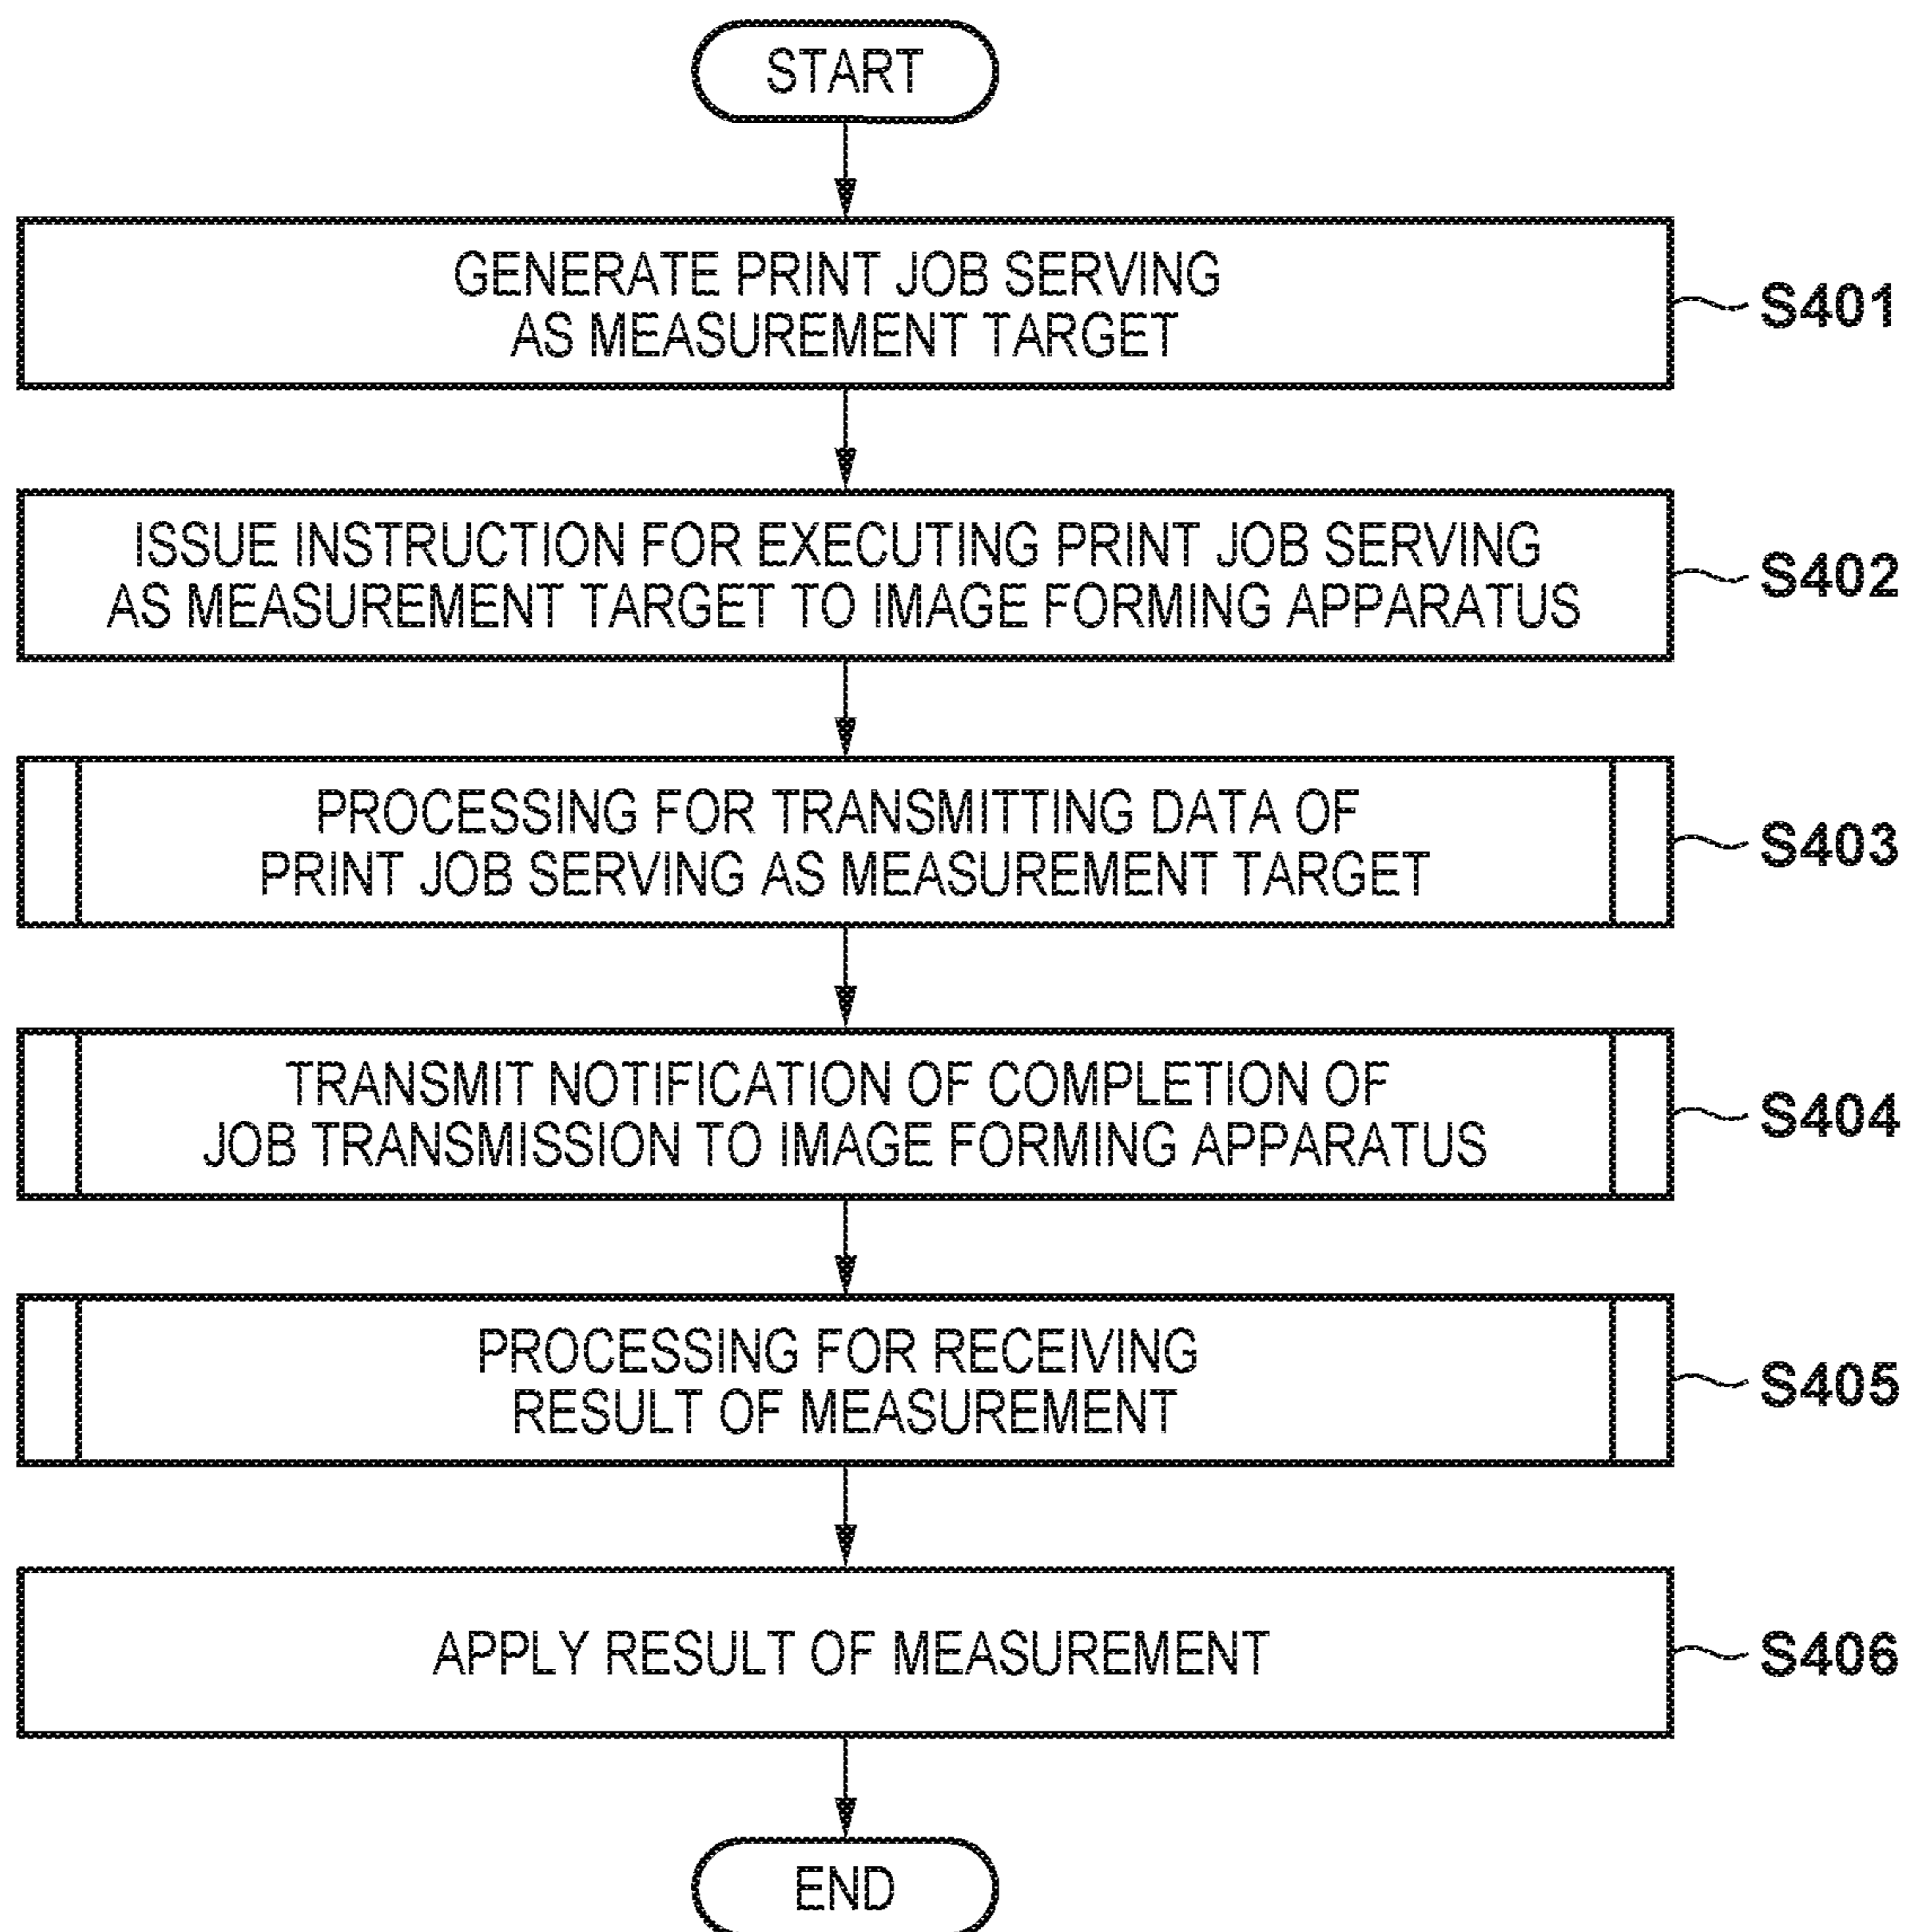 START
GENERATE PRINT JOB SERVING
AS MEASUREMENT TARGET
S401
ISSUE INSTRUCTION FOR EXECUTING PRINT JOB SERVING
AS MEASUREMENT TARGET TO IMAGE FORMING APPARATUS
S402
PROCESSING FOR TRANSMITTING DATA OF
PRINT JOB SERVING AS MEASUREMENT TARGET
S403
TRANSMIT NOTIFICATION OF COMPLETION OF
JOB TRANSMISSION TO IMAGE FORMING APPARATUS
S404
PROCESSING FOR RECEIVING
RESULT OF MEASUREMENT
S405
APPLY RESULT OF MEASUREMENT
S406
END